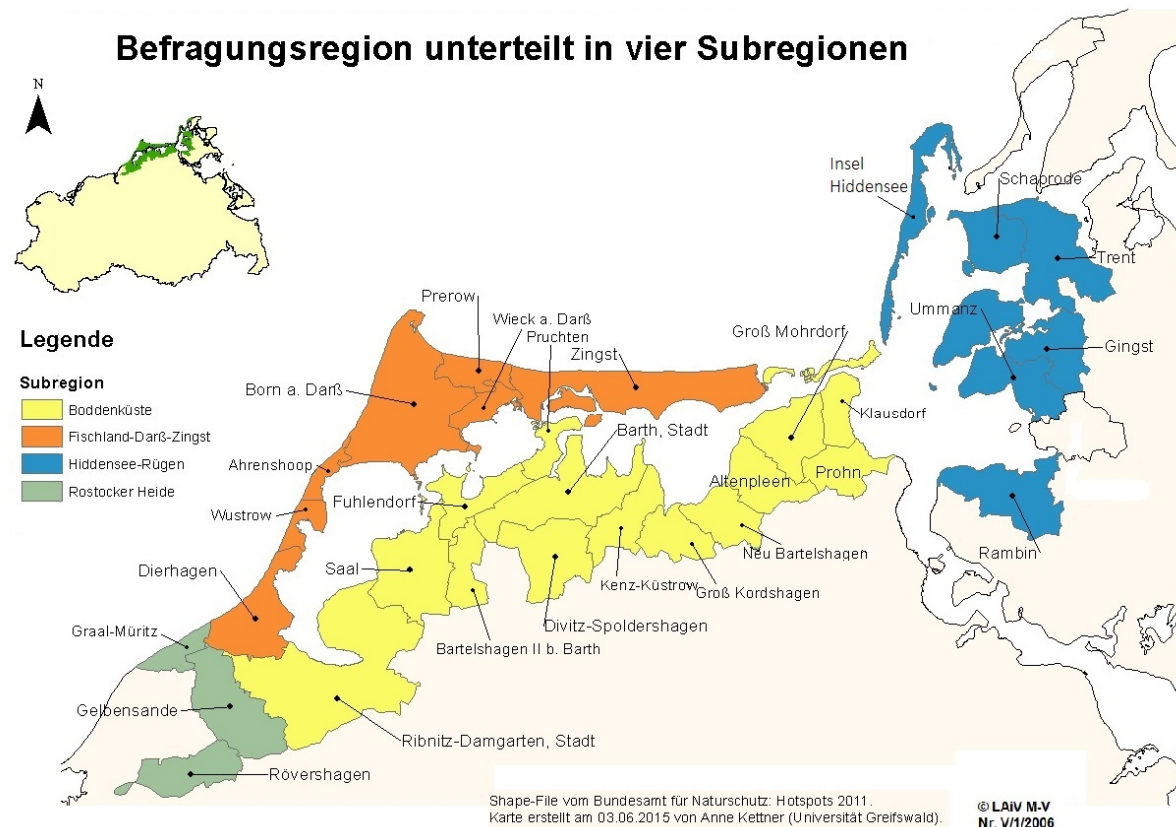 Befragungsregion unterteilt in vier Subregionen
N
Insel
Hiddensee
Schaprode
Trent
Ummanz
Gingst
Rambin
Prerow
Wieck a. Darß
Pruchten
Zingst
Groß Mohrdorf
Born a. Darß
Klausdorf
Barth, Stadt
Ahrenshoop
Altenpleen
Prohn
Fuhlendorf
Wustrow
Neu Bartelshagen
Saal
Kenz-Küstrow
Groß Kordshagen
Dierhagen
Divitz-Spoldershagen
Graal-Müritz
Bartelshagen II b. Barth
Gelbensande
Ribnitz-Damgarten, Stadt
Rövershagen
Legende
Subregion
Boddenküste
Fischland-Darß-Zingst
Hiddensee-Rügen
Rostocker Heide
Shape-File vom Bundesamt für Naturschutz: Hotspots 2011.
Karte erstellt am 03.06.2015 von Anne Kettner (Universität Greifswald).
© LAiV M-V
Nr. V/1/2006